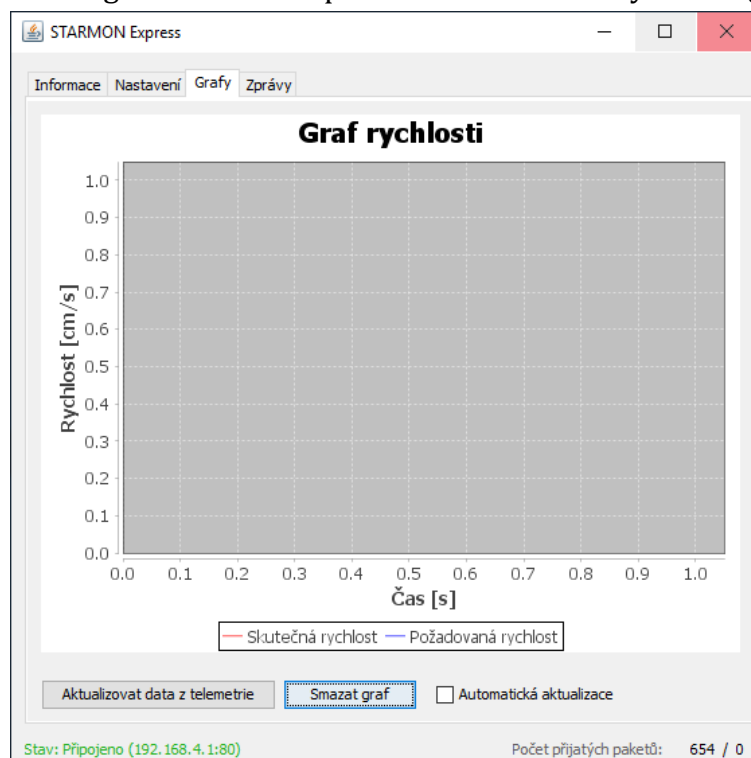 STARMON Express
Informace Nastavení Grafy Zprávy
Graf rychlosti
1.0
0.9
0.8
0.7
0.6
0.5
0.4
0.3
0.2
0.1
0.0
Rychlost [cm/s]
0.0 0.1 0.2 0.3 0.4 0.5 0.6 0.7 0.8 0.9 1.0
Čas [s]
Skutečná rychlost Požadovaná rychlost
Aktualizovat data z telemetrie Smazat graf Automatická aktualizace
Stav: Připojeno (192.168.4.1:80) Počet přijatých paketů: 654 / 0